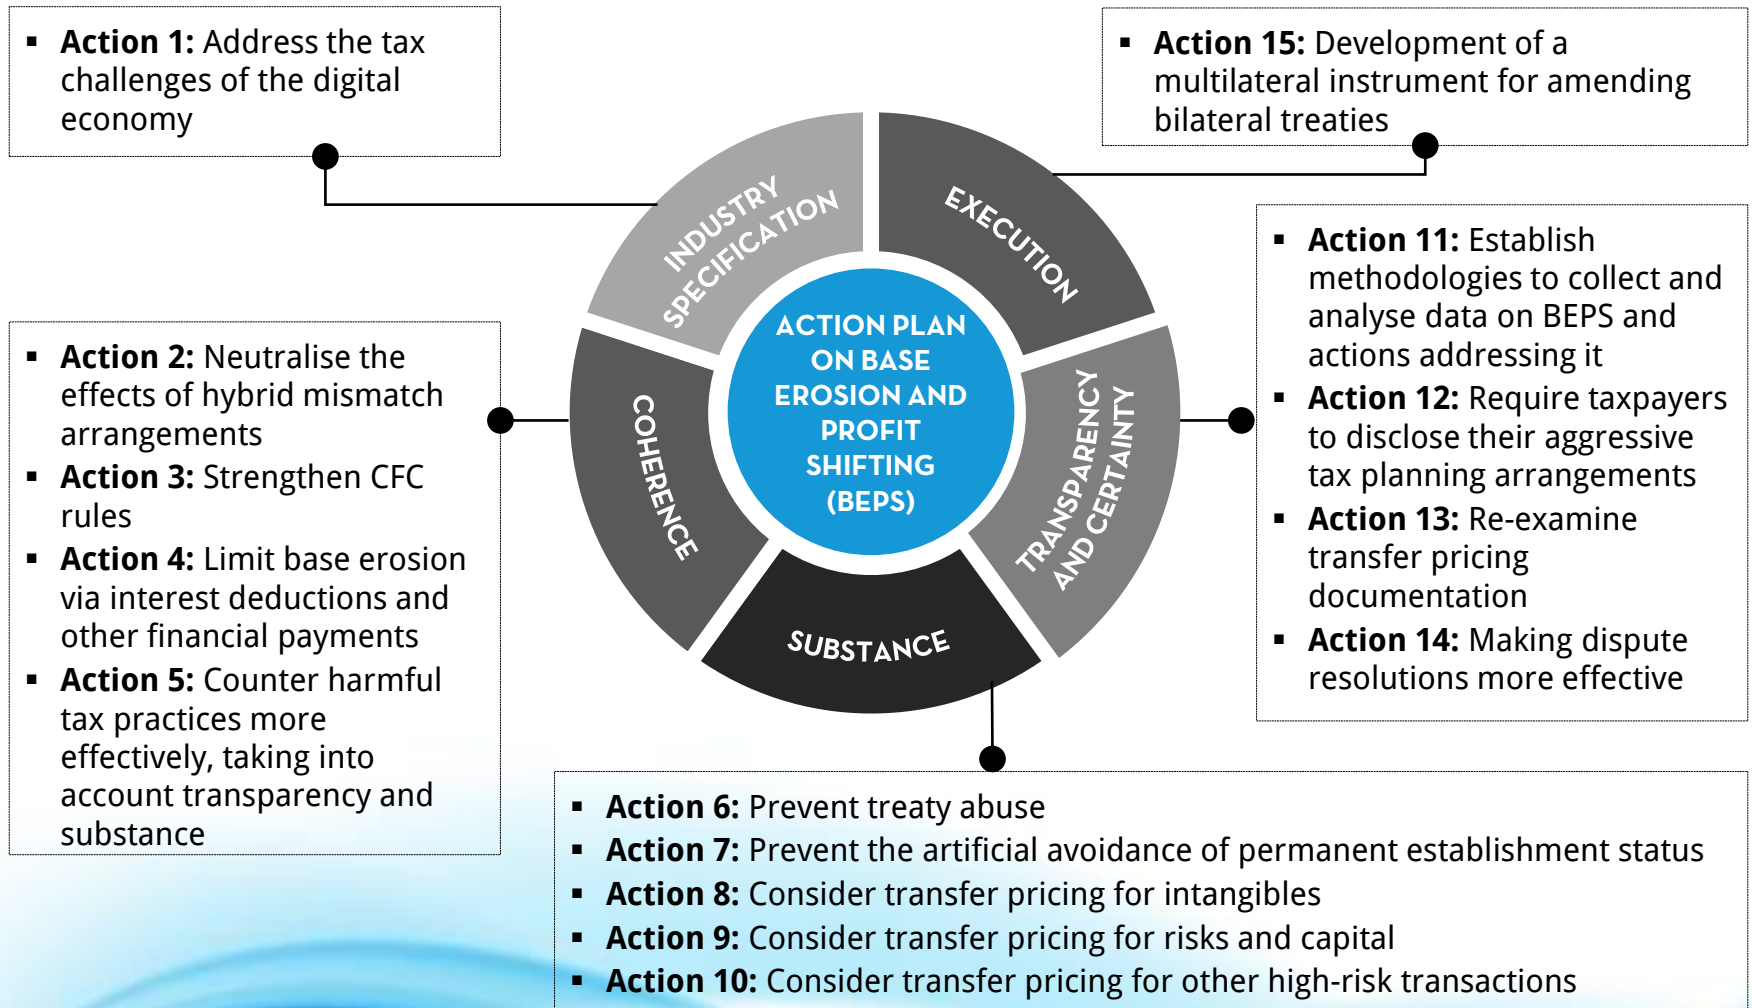 ▪ Action 1: Address the tax
challenges of the digital
economy
▪ Action 15: Development of a
multilateral instrument for amending
bilateral treaties
INDUSTRY
SPECIFICATION
EXECUTION
▪ Action 2: Neutralise the
effects of hybrid mismatch
arrangements
▪ Action 3: Strengthen CFC
rules
▪ Action 4: Limit base erosion
via interest deductions and
other financial payments
▪ Action 5: Counter harmful
tax practices more
effectively, taking into
account transparency and
substance
COHERENCE
ACTION PLAN
ON BASE
EROSION AND
PROFIT
SHIFTING
(BEPS)
TRANSPARENCY
AND CERTAINTY
▪ Action 11: Establish
methodologies to collect and
analyse data on BEPS and
actions addressing it
▪ Action 12: Require taxpayers
to disclose their aggressive
tax planning arrangements
▪ Action 13: Re-examine
transfer pricing
documentation
▪ Action 14: Making dispute
resolutions more effective
SUBSTANCE
▪ Action 6: Prevent treaty abuse
▪ Action 7: Prevent the artificial avoidance of permanent establishment status
▪ Action 8: Consider transfer pricing for intangibles
▪ Action 9: Consider transfer pricing for risks and capital
▪ Action 10: Consider transfer pricing for other high-risk transactions